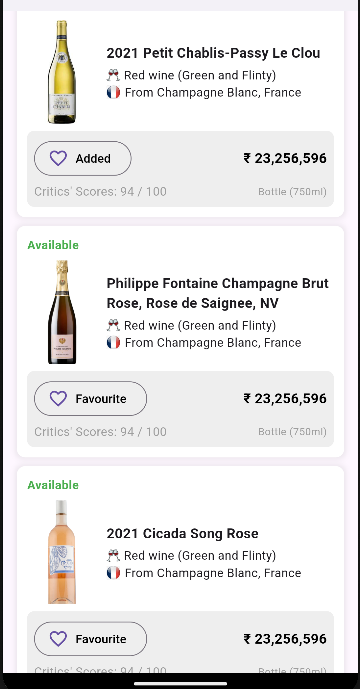 2021 Petit Chablis-Passy Le Clou
Red wine (Green and Flinty)
From Champagne Blanc, France
Added
₹ 23,256,596
Critics' Scores: 94 / 100
Bottle (750ml)
Available
Philippe Fontaine Champagne Brut
Rose, Rose de Saignee, NV
Red wine (Green and Flinty)
From Champagne Blanc, France
Favourite
₹ 23,256,596
Critics' Scores: 94 / 100
Bottle (750ml)
Available
2021 Cicada Song Rose
Red wine (Green and Flinty)
From Champagne Blanc, France
Favourite
₹ 23,256,596
Critics' Scores: 94 / 100
Bottle (750ml)